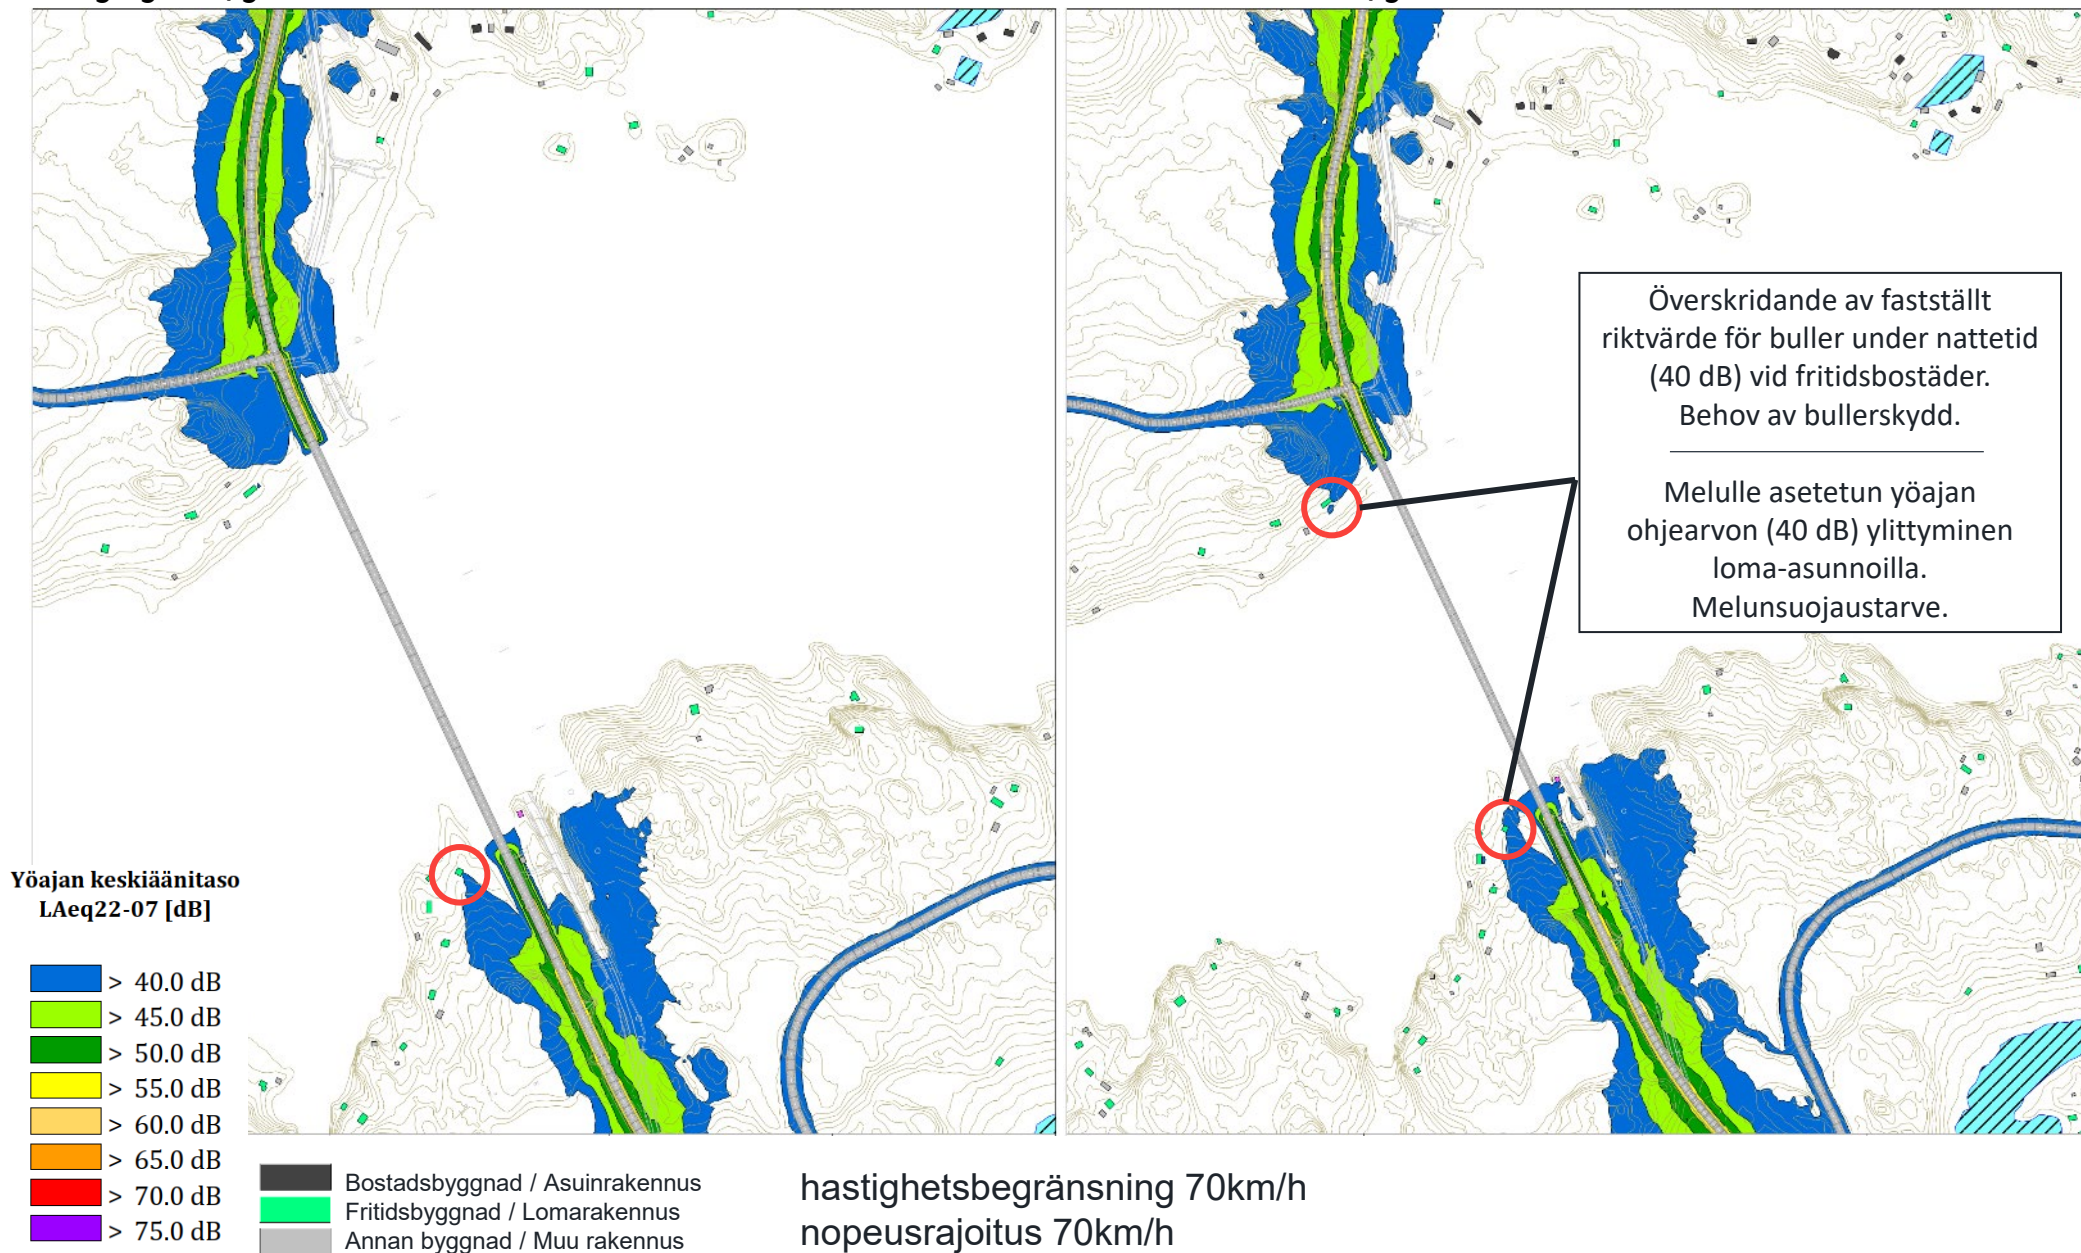 Överskridande av fastställt
riktvärde för buller under nattetid
(40 dB) vid fritidsbostäder.
Behov av bullerskydd.
Melulle asetetun yöajan
ohjearvon (40 dB) ylittyminen
loma-asunnoilla.
Melunsuojaustarve.
Yöajan keskiäänitaso
LAeq22-07 [dB]
> 40.0 dB
> 45.0 dB
> 50.0 dB
> 55.0 dB
> 60.0 dB
> 65.0 dB
> 70.0 dB
> 75.0 dB
Bostadsbyggnad / Asuinrakennus
Fritidsbyggnad / Lomarakennus
Annan byggnad / Muu rakennus
hastighetsbegränsning 70km/h
nopeusrajoitus 70km/h